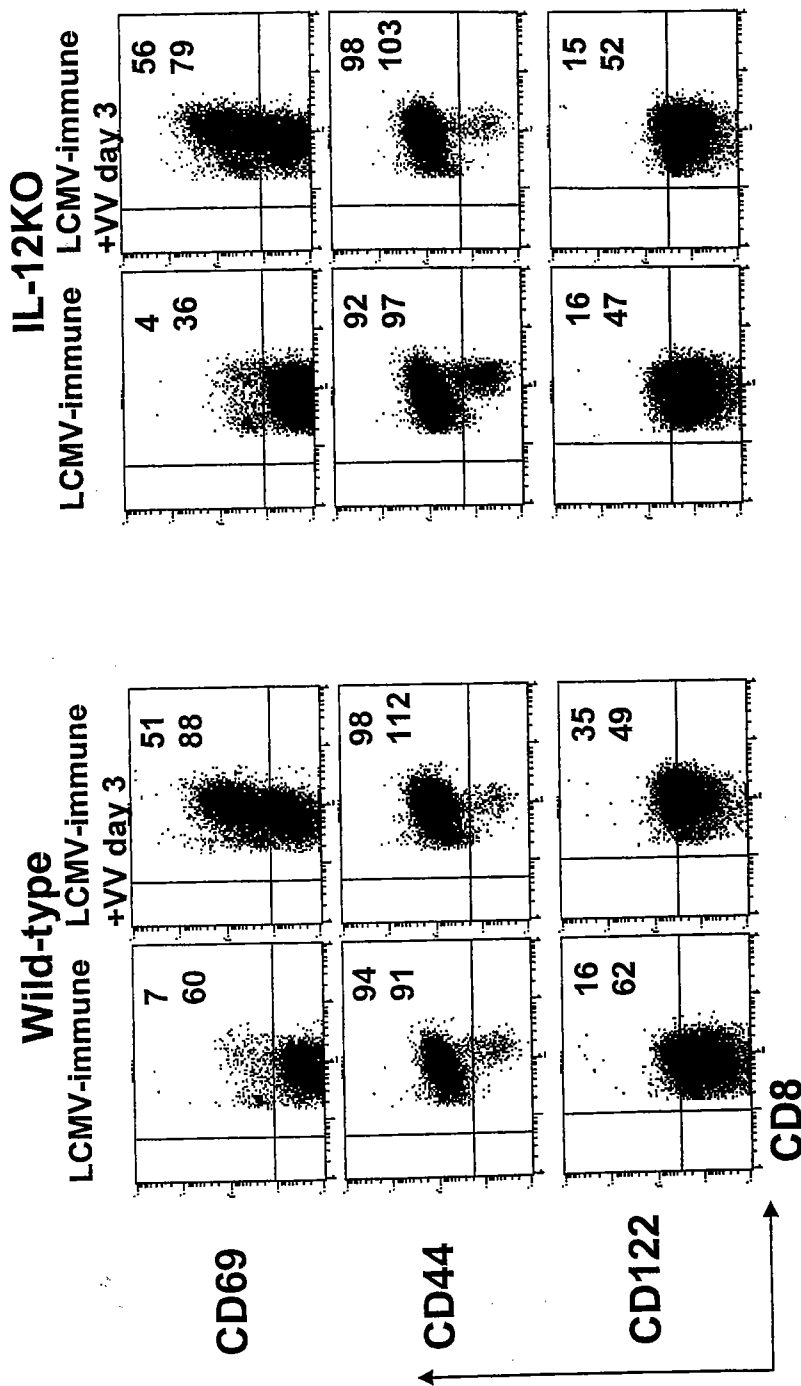 Wild-type
IL-12KO
LCMV-immune
LCMV-immune
+VV day 3
LCMV-immune
LCMV-immune
+VV day 3
CD69
7
60
51
88
4
36
56
79
CD44
94
91
98
112
92
97
98
103
CD122
16
62
35
49
16
47
15
52
CD8